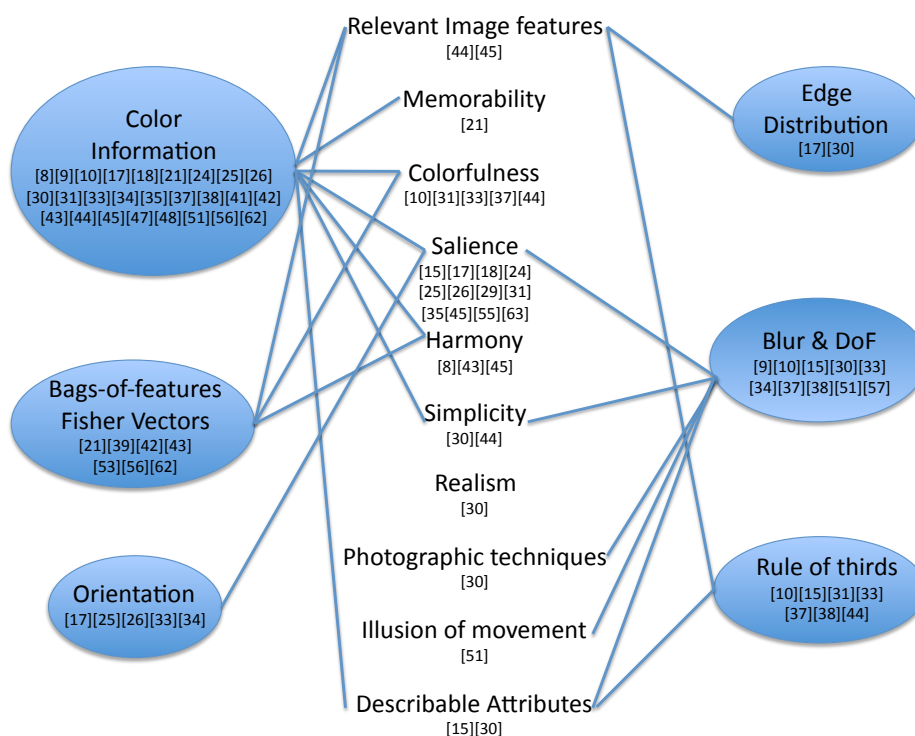 Relevant Image features
[44][45]
Memorability
[21]
Colorfulness
[10][31][33][37][44]
Salience
[15][17][18][24]
[25][26][29][31]
[35][45][55][63]
Harmony
[8][43][45]
Simplicity
[30][44]
Realism
[30]
Photographic techniques
[30]
Illusion of movement
[51]
Describable Attributes
[15][30]
Color
Information
[8][9][10][17][18][21][24][25][26]
[30][31][33][34][35][37][38][41][42]
[43][44][45][47][48][51][56][62]
Bags-of-features
Fisher Vectors
[21][39][42][43]
[53][56][62]
Orientation
[17][25][26][33][34]
Edge
Distribution
[17][30]
Blur & DoF
[9][10][15][30][33]
[34][37][38][51][57]
Rule of thirds
[10][15][31][33]
[37][38][44]